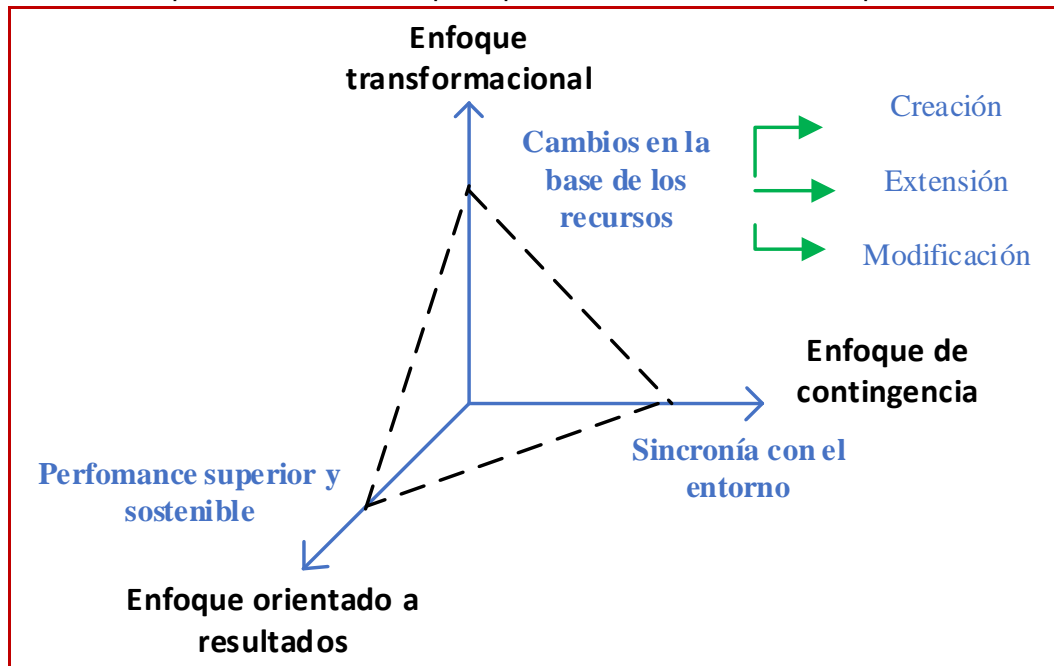 Enfoque
transformacional
Cambios en la
base de los
recursos
Creación
Extensión
Modificación
Enfoque de
contingencia
Sincronía con el
entorno
Perfomance superior y
sostenible
Enfoque orientado a
resultados